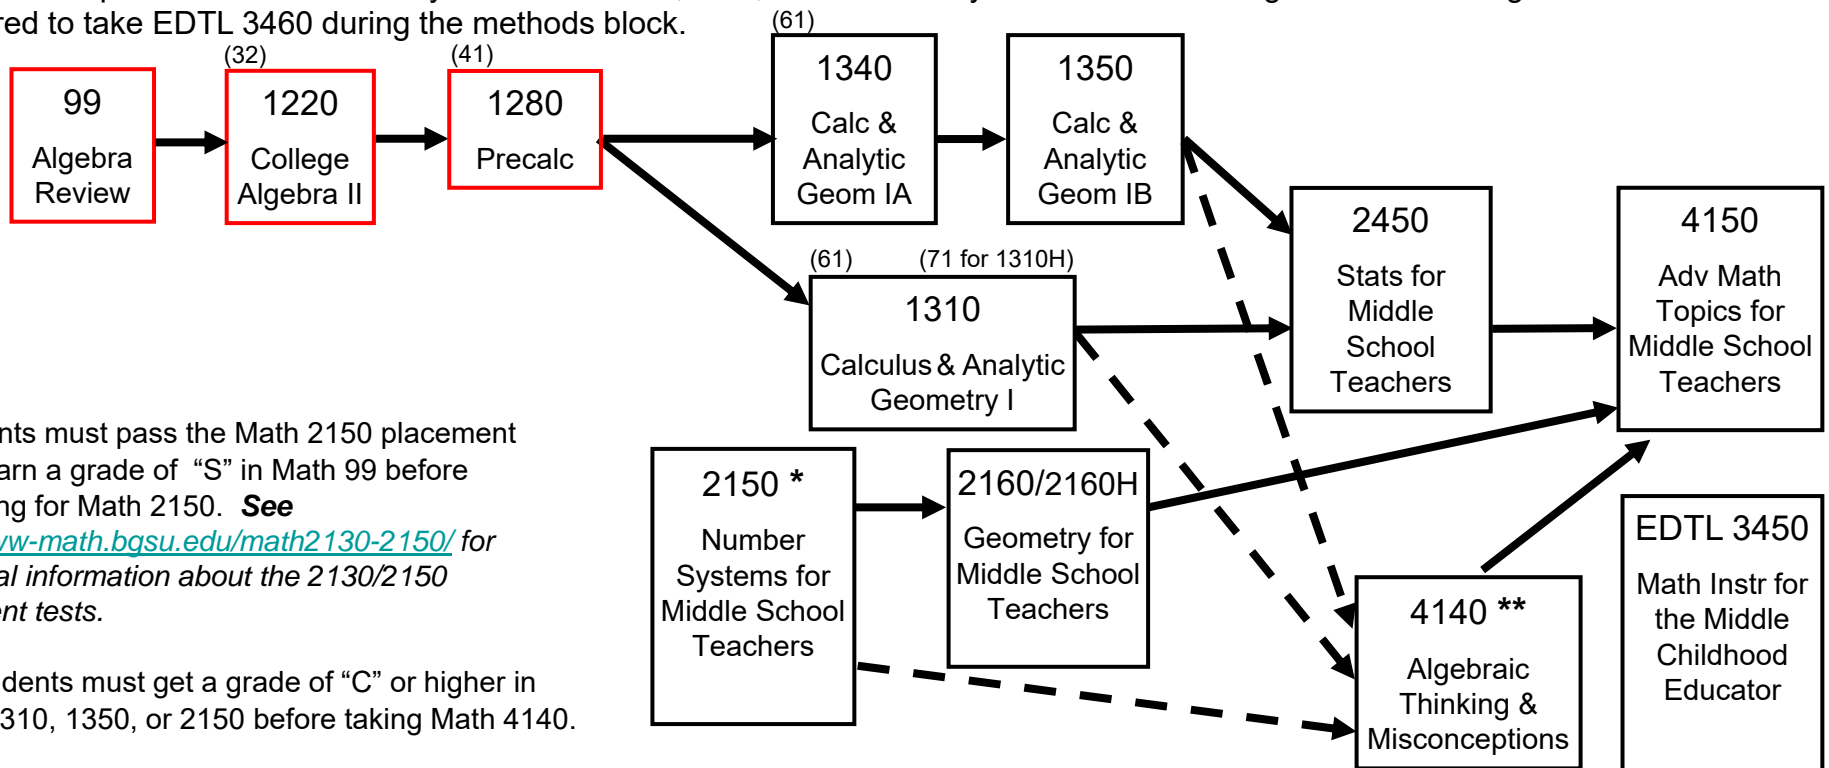 red to take EDTL 3460 during the methods block.
(32)
(41)
(61)
99
Algebra
Review
1220
College
Algebra II
1280
Precalc
1340
Calc &
Analytic
Geom IA
1350
Calc &
Analytic
Geom IB
(61) (71 for 1310H)
1310
Calculus & Analytic
Geometry I
2450
Stats for
Middle
School
Teachers
4150
Adv Math
Topics for
Middle School
Teachers
nts must pass the Math 2150 placement
arn a grade of “S” in Math 99 before
ng for Math 2150. See
ww-math.bgsu.edu/math2130-2150/ for
al information about the 2130/2150
ent tests.
dents must get a grade of “C” or higher in
310, 1350, or 2150 before taking Math 4140.
2150 *
Number
Systems for
Middle School
Teachers
2160/2160H
Geometry for
Middle School
Teachers
4140 **
Algebraic
Thinking &
Misconceptions
EDTL 3450
Math Instr for
the Middle
Childhood
Educator